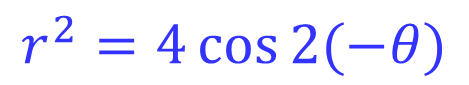 r² = 4 cos 2(−θ)